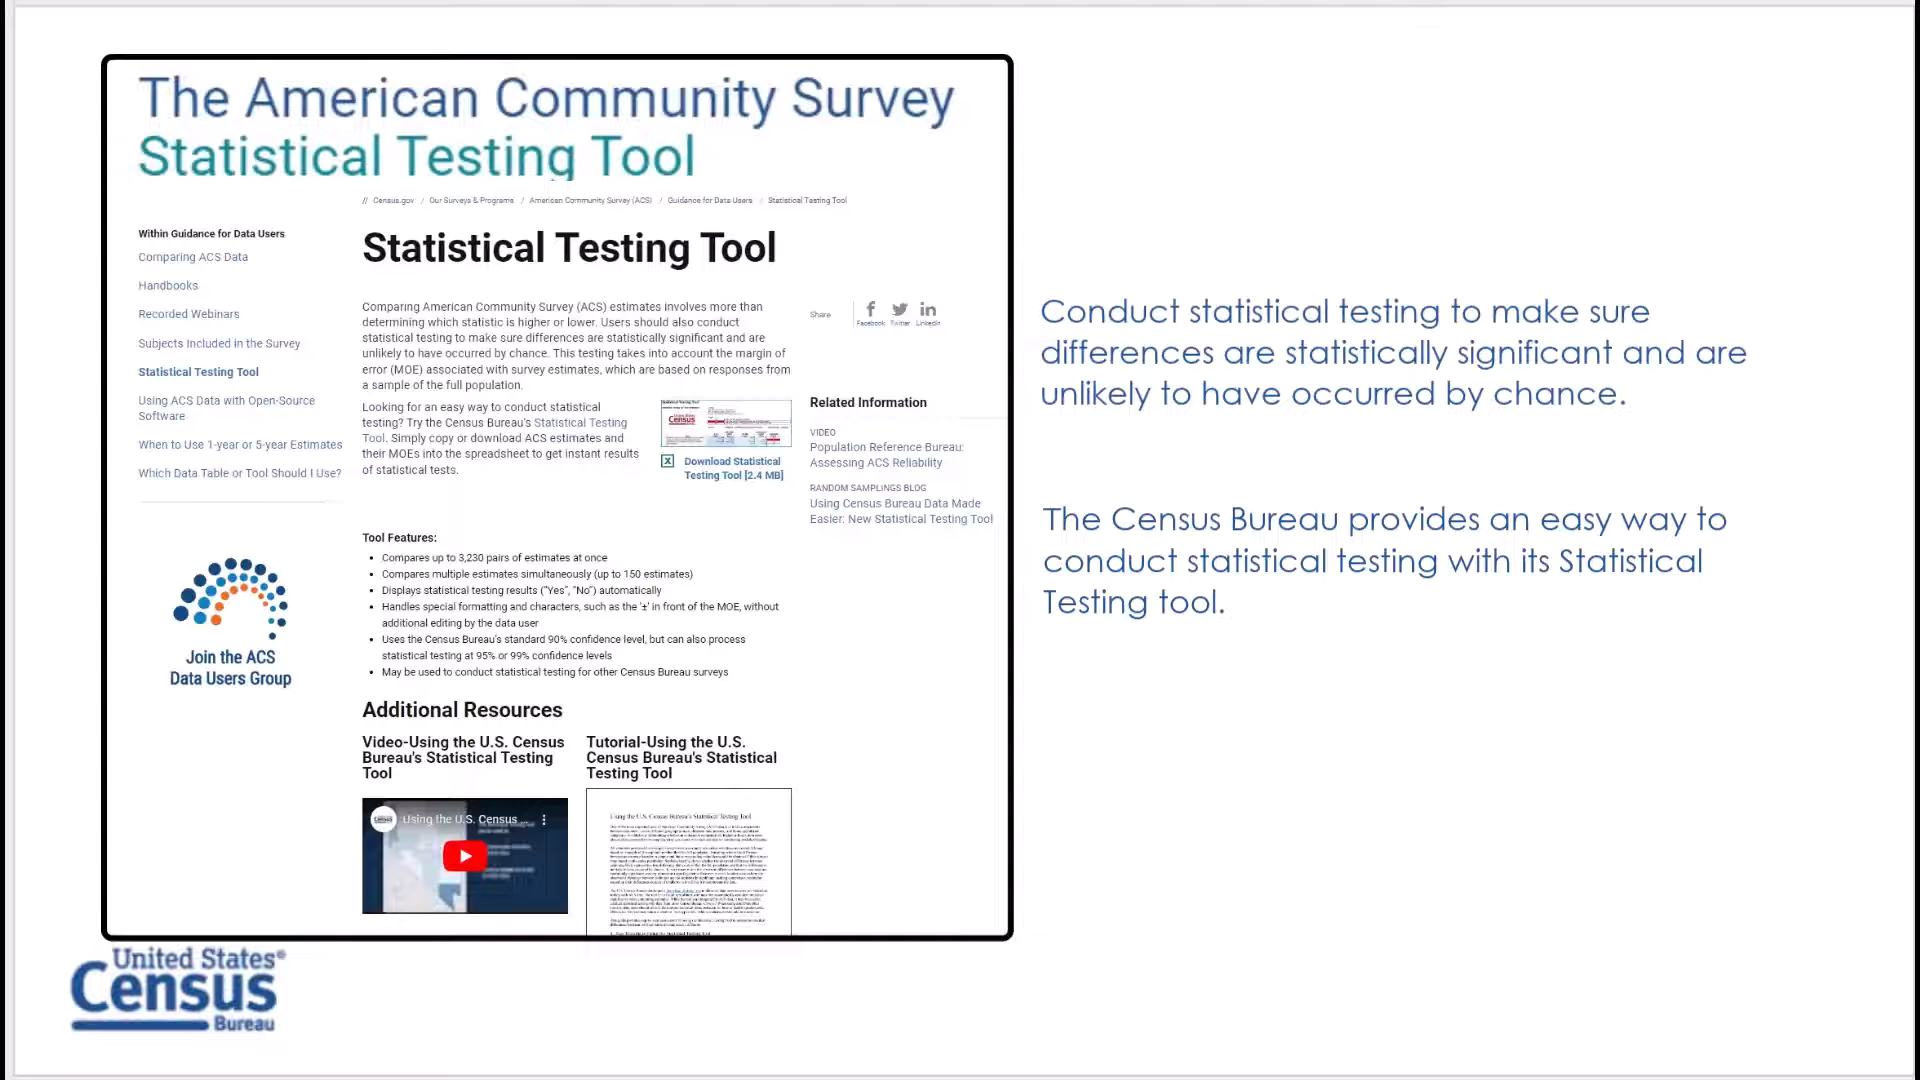 The American Community Survey
Statistical Testing Tool
// Census.gov / Our Surveys & Programs / American Community Survey (ACS) / Guidance for Data Users / Statistical Testing Tool
Within Guidance for Data Users
Comparing ACS Data
Handbooks
Recorded Webinars
Subjects Included in the Survey
Statistical Testing Tool
Using ACS Data with Open-Source
Software
When to Use 1-year or 5-year Estimates
Which Data Table or Tool Should I Use?
Join the ACS
Data Users Group
Statistical Testing Tool
Comparing American Community Survey (ACS) estimates involves more than
determining which statistic is higher or lower. Users should also conduct
statistical testing to make sure differences are statistically significant and are
unlikely to have occurred by chance. This testing takes into account the margin of
error (MOE) associated with survey estimates, which are based on responses from
a sample of the full population.
Looking for an easy way to conduct statistical
testing? Try the Census Bureau's Statistical Testing
Tool. Simply copy or download ACS estimates and
their MOEs into the spreadsheet to get instant results
of statistical tests.
Census
Download Statistical
Testing Tool [2.4 MB]
Share
Facebook Twitter LinkedIn
Related Information
VIDEO
Population Reference Bureau:
Assessing ACS Reliability
RANDOM SAMPLINGS BLOG
Using Census Bureau Data Made
Easier: New Statistical Testing Tool
Tool Features:
• Compares up to 3,230 pairs of estimates at once
• Compares multiple estimates simultaneously (up to 150 estimates)
• Displays statistical testing results ("Yes", "No") automatically
• Handles special formatting and characters, such as the '±' in front of the MOE, without
additional editing by the data user
• Uses the Census Bureau's standard 90% confidence level, but can also process
statistical testing at 95% or 99% confidence levels
• May be used to conduct statistical testing for other Census Bureau surveys
Additional Resources
Video-Using the U.S. Census
Bureau's Statistical Testing
Tool
Using the U.S. Census...
Tutorial-Using the U.S.
Census Bureau's Statistical
Testing Tool
Using the U.S. Census Bureau's Statistical Testing Tool
Conduct statistical testing to make sure
differences are statistically significant and are
unlikely to have occurred by chance.
The Census Bureau provides an easy way to
conduct statistical testing with its Statistical
Testing tool.
United States®
Census
Bureau